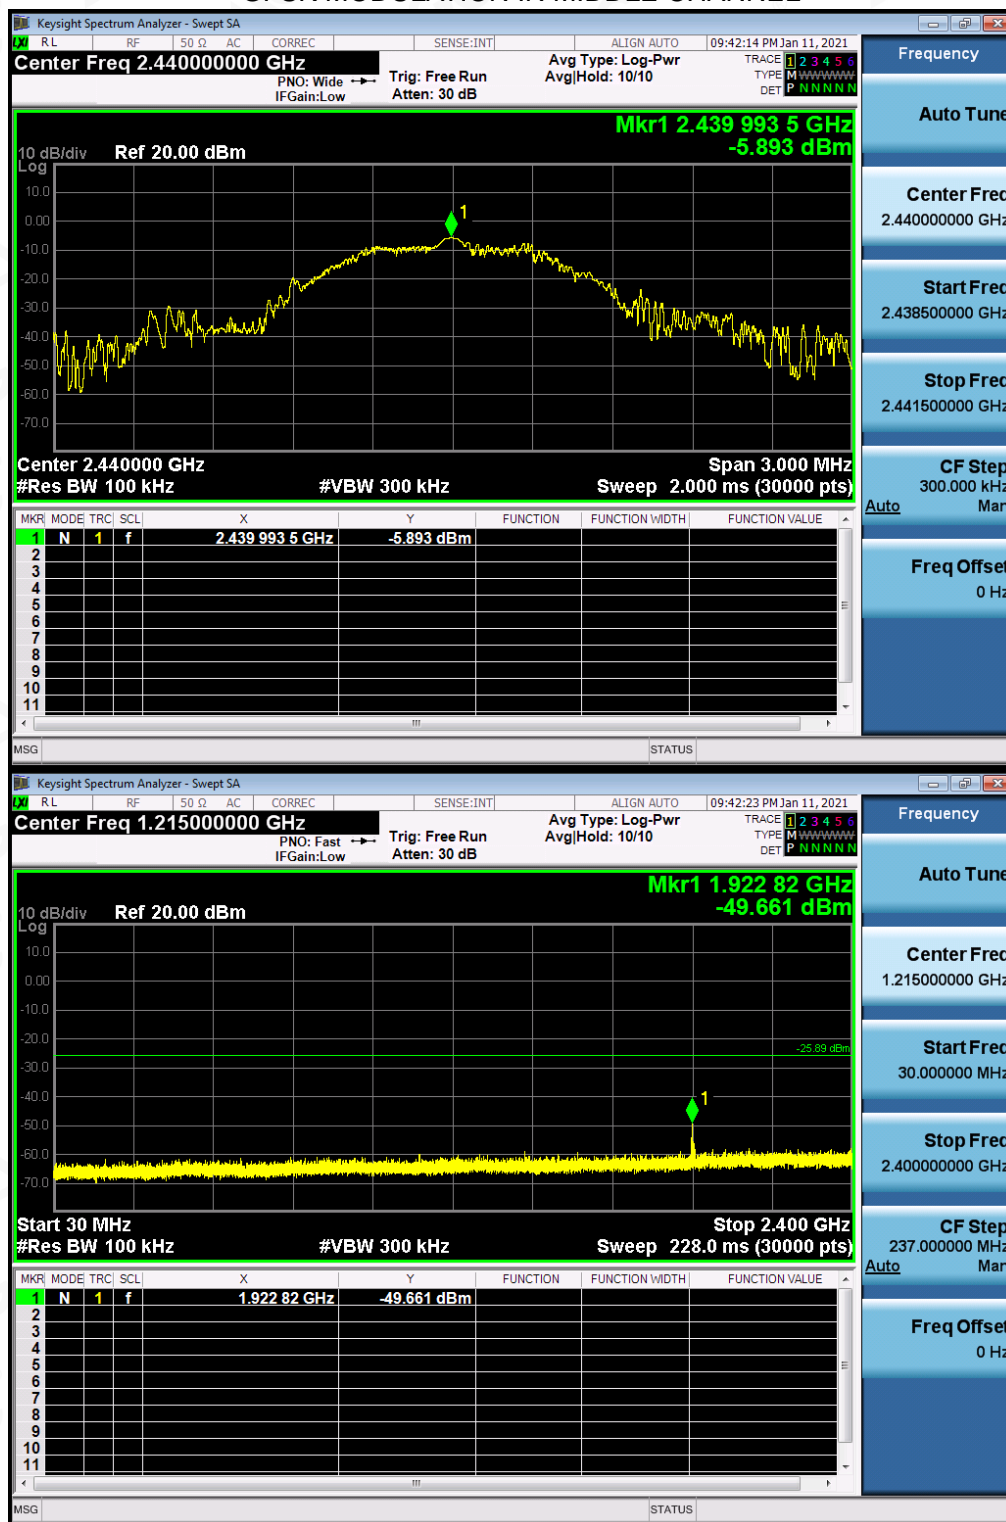 GFSK MODULATION IN MIDDLE CHANNEL
Keysight Spectrum Analyzer - Swept SA
LXI RL RF 50 Ω AC CORREC SENSE:INT ALIGN AUTO 09:42:14 PM Jan 11, 2021
Center Freq 2.440000000 GHz
PNO: Wide
IFGain:Low
Trig: Free Run
Atten: 30 dB
Avg Type: Log-Pwr
Avg|Hold: 10/10
TRACE 1 2 3 4 5 6
TYPE M WWWWW
DET P N N N N N
Frequency
Auto Tune
Center Freq
2.440000000 GHz
Start Freq
2.438500000 GHz
Stop Freq
2.441500000 GHz
CF Step
300.000 kHz
Auto Man
Freq Offset
0 Hz
Mkr1 2.439 993 5 GHz
-5.893 dBm
10 dB/div Ref 20.00 dBm
Log
10.0
0.00
-10.0
-20.0
-30.0
-40.0
-50.0
-60.0
-70.0
1
Center 2.440000 GHz Span 3.000 MHz
#Res BW 100 kHz #VBW 300 kHz Sweep 2.000 ms (30000 pts)
MKR MODE TRC SCL X Y FUNCTION FUNCTION WIDTH FUNCTION VALUE
1 N 1 f 2.439 993 5 GHz -5.893 dBm
2
3
4
5
6
7
8
9
10
11
MSG STATUS
Keysight Spectrum Analyzer - Swept SA
LXI RL RF 50 Ω AC CORREC SENSE:INT ALIGN AUTO 09:42:23 PM Jan 11, 2021
Center Freq 1.215000000 GHz
PNO: Fast
IFGain:Low
Trig: Free Run
Atten: 30 dB
Avg Type: Log-Pwr
Avg|Hold: 10/10
TRACE 1 2 3 4 5 6
TYPE M WWWWW
DET P N N N N N
Frequency
Auto Tune
Center Freq
1.215000000 GHz
Start Freq
30.000000 MHz
Stop Freq
2.400000000 GHz
CF Step
237.000000 MHz
Auto Man
Freq Offset
0 Hz
Mkr1 1.922 82 GHz
-49.661 dBm
10 dB/div Ref 20.00 dBm
Log
10.0
0.00
-10.0
-20.0
-30.0
-40.0
-50.0
-60.0
-70.0
-25.89 dBm
1
Start 30 MHz Stop 2.400 GHz
#Res BW 100 kHz #VBW 300 kHz Sweep 228.0 ms (30000 pts)
MKR MODE TRC SCL X Y FUNCTION FUNCTION WIDTH FUNCTION VALUE
1 N 1 f 1.922 82 GHz -49.661 dBm
2
3
4
5
6
7
8
9
10
11
MSG STATUS